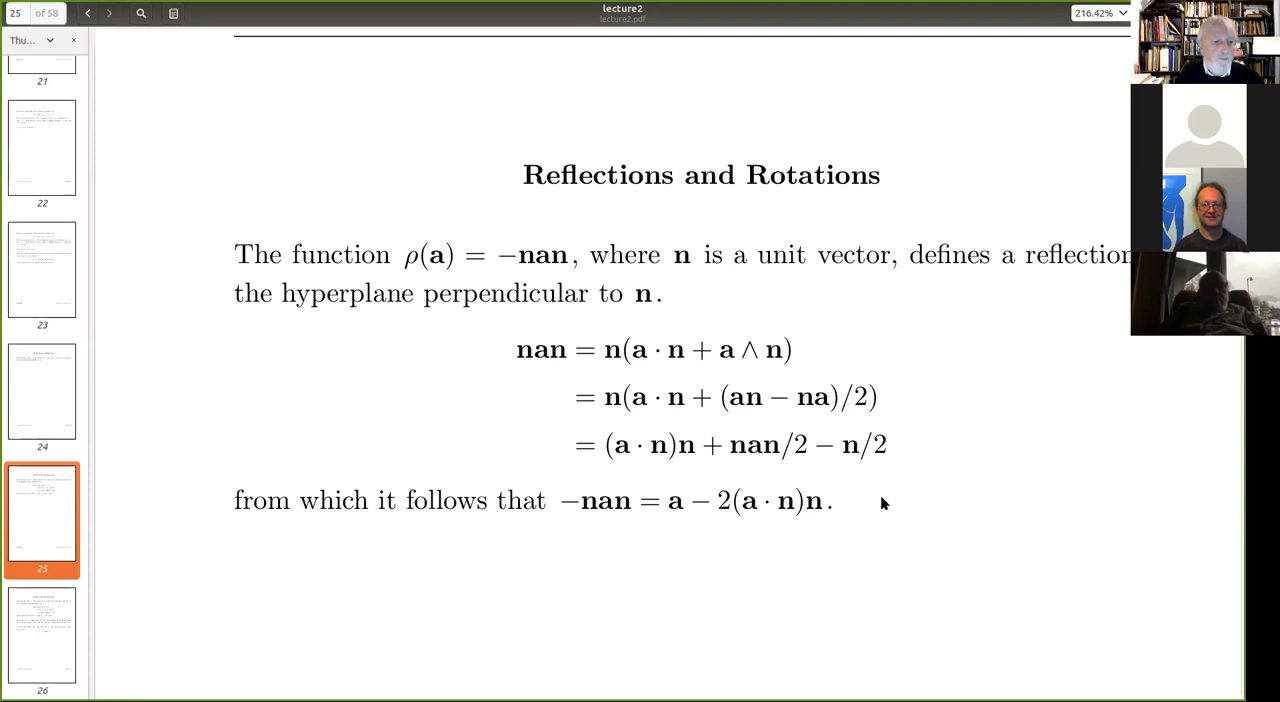 25 of 58
lecture2
lecture2.pdf
216.42%
Thu...
21
22
23
24
25
26
Reflections and Rotations
The function ρ(a) = −nan, where n is a unit vector, defines a reflection
the hyperplane perpendicular to n.
nan = n(a · n + a ∧ n)
= n(a · n + (an − na)/2)
= (a · n)n + nan/2 − n/2
from which it follows that −nan = a − 2(a · n)n.